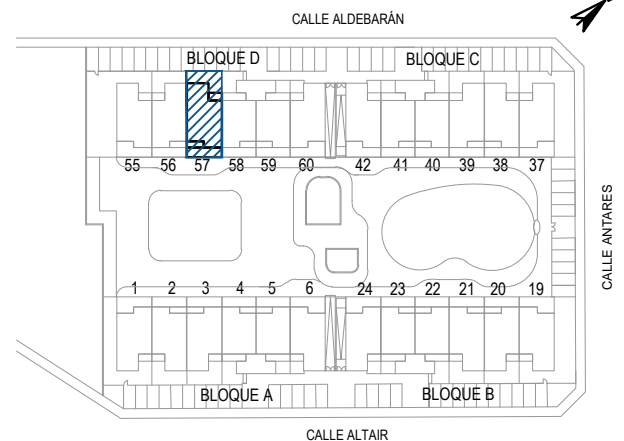 CALLE ALDEBARÁN
BLOQUE D
BLOQUE C
55 56 57 58 59 60 42 41 40 39 38 37
CALLE ANTARES
1 2 3 4 5 6 24 23 22 21 20 19
BLOQUE A
BLOQUE B
CALLE ALTAIR